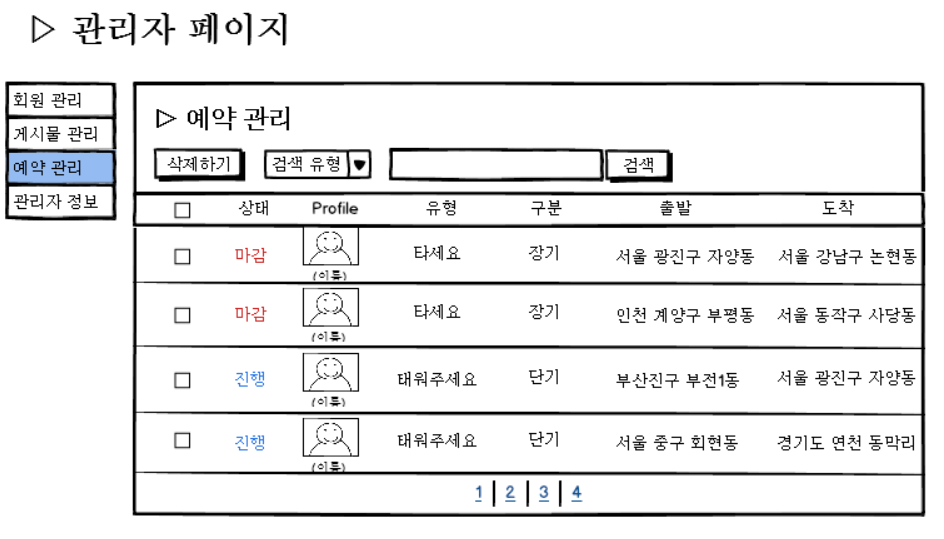 ▷ 관리자 페이지
회원 관리
게시물 관리
예약 관리
관리자 정보
▷ 예약 관리
삭제하기 검색 유형 검색
상태 Profile 유형 구분 출발 도착
마감 타세요 장기 서울 광진구 자양동 서울 강남구 논현동
(이름)
마감 타세요 장기 인천 계양구 부평동 서울 동작구 사당동
(이름)
진행 태워주세요 단기 부산진구 부전1동 서울 광진구 자양동
(이름)
진행 태워주세요 단기 서울 중구 회현동 경기도 연천 동막리
(이름)
1 | 2 | 3 | 4